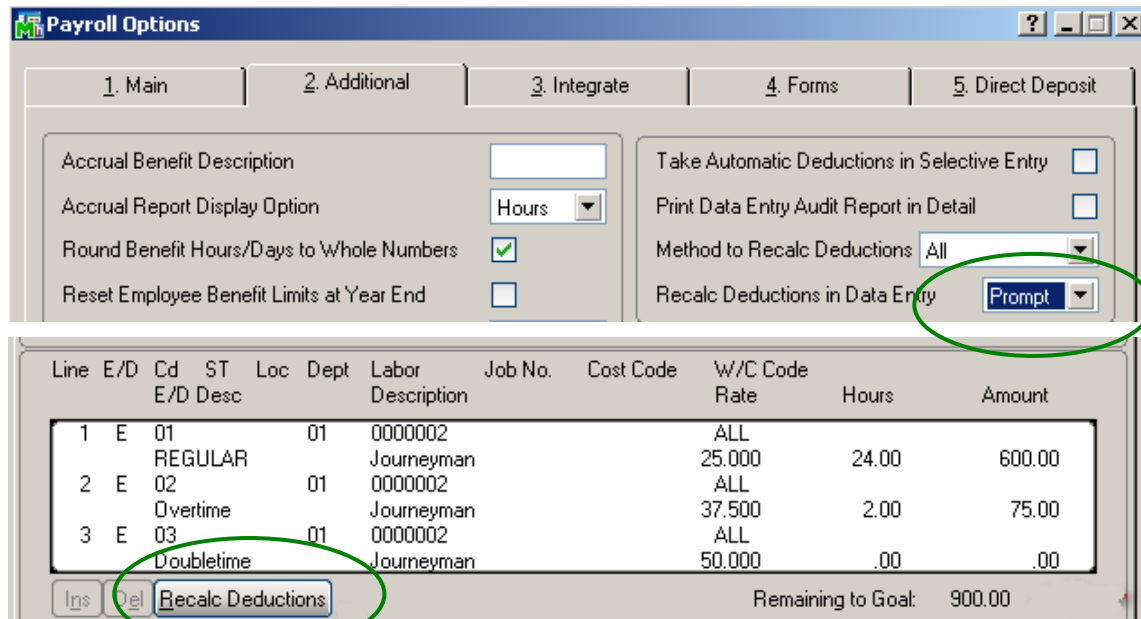 Payroll Options
1. Main
2. Additional
3. Integrate
4. Forms
5. Direct Deposit
Accrual Benefit Description
Accrual Report Display Option Hours
Round Benefit Hours/Days to Whole Numbers
Reset Employee Benefit Limits at Year End
Take Automatic Deductions in Selective Entry
Print Data Entry Audit Report in Detail
Method to Recalc Deductions All
Recalc Deductions in Data Entry Prompt
Line E/D Cd ST Loc Dept Labor Job No. Cost Code W/C Code
E/D Desc Description Rate Hours Amount
1 E 01 01 0000002 ALL
REGULAR Journeyman 25.000 24.00 600.00
2 E 02 01 0000002 ALL
Overtime Journeyman 37.500 2.00 75.00
3 E 03 01 0000002 ALL
Doubletime Journeyman 50.000 .00 .00
Ins Del Recalc Deductions Remaining to Goal: 900.00